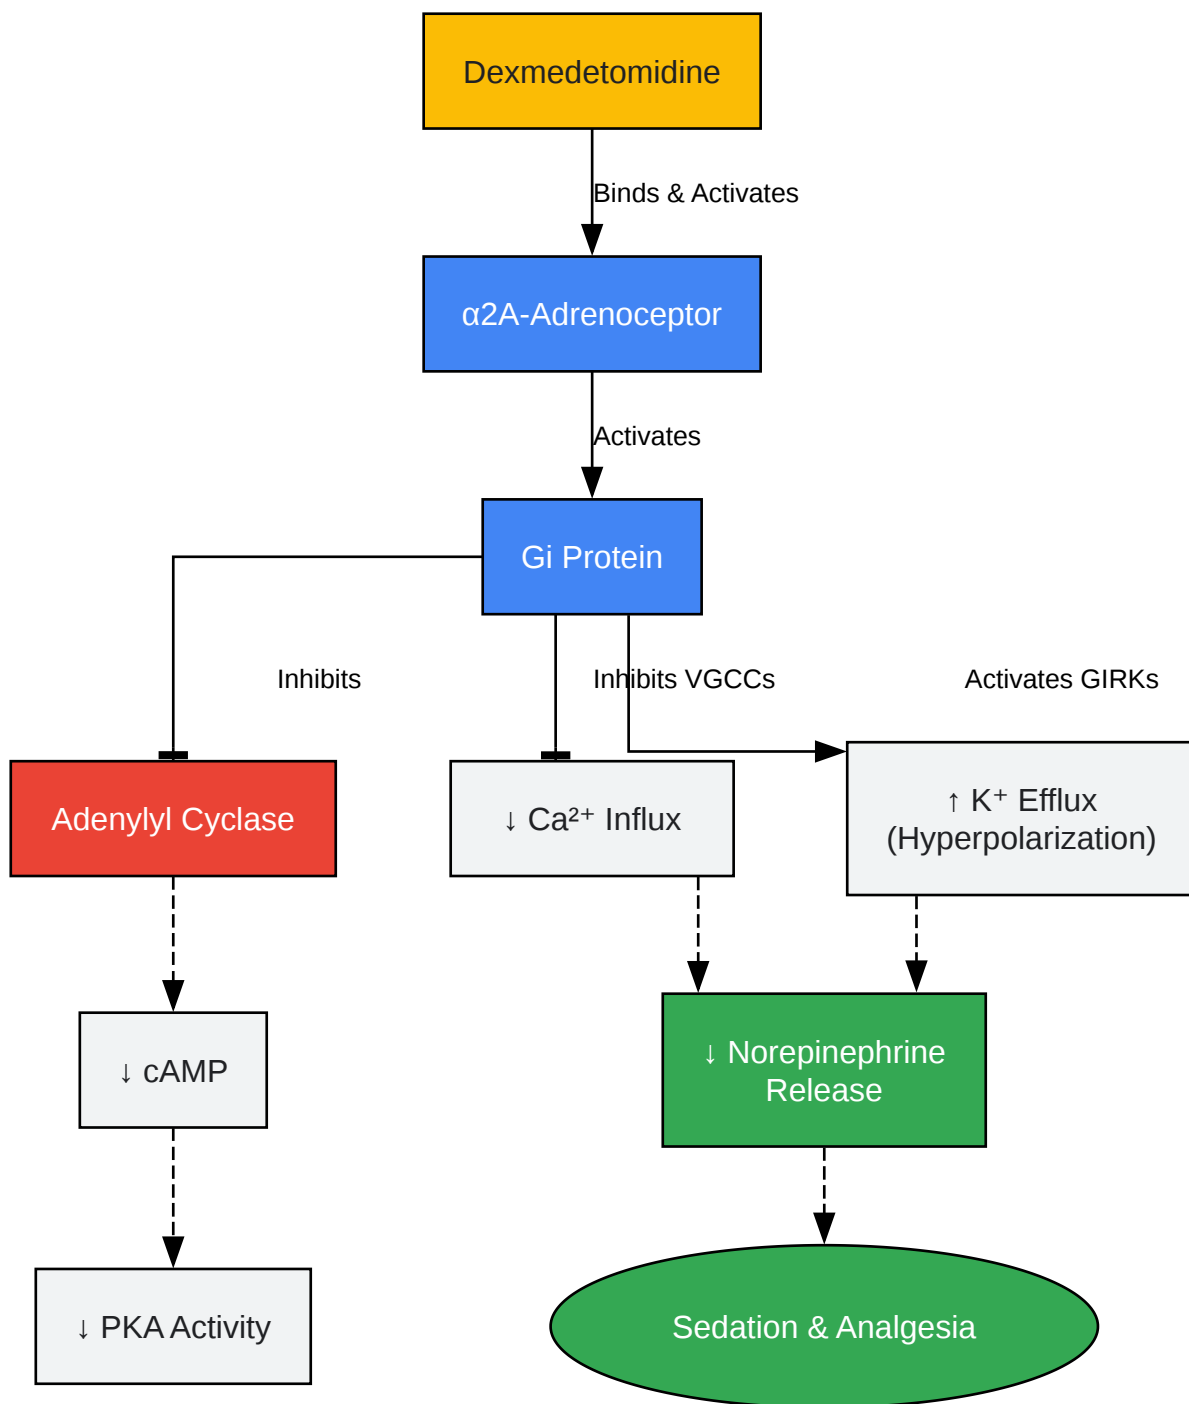 Dexmedetomidine
Binds & Activates
α2A-Adrenoceptor
Activates
Gi Protein
Inhibits
Inhibits VGCCs
Activates GIRKs
Adenylyl Cyclase
↓ Ca²⁺ Influx
↑ K⁺ Efflux
(Hyperpolarization)
↓ cAMP
↓ Norepinephrine
Release
↓ PKA Activity
Sedation & Analgesia